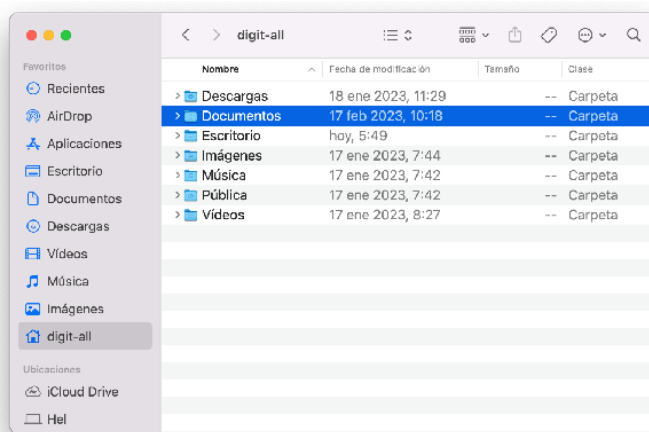 digit-all
Favoritos
Recientes
AirDrop
Aplicaciones
Escritorio
Documentos
Descargas
Vídeos
Música
Imágenes
digit-all
Ubicaciones
iCloud Drive
Hel
Nombre Fecha de modificación Tamaño Clase
Descargas 18 ene 2023, 11:29 -- Carpeta
Documentos 17 feb 2023, 10:18 -- Carpeta
Escritorio hoy, 5:49 -- Carpeta
Imágenes 17 ene 2023, 7:44 -- Carpeta
Música 17 ene 2023, 7:42 -- Carpeta
Pública 17 ene 2023, 7:42 -- Carpeta
Vídeos 17 ene 2023, 8:27 -- Carpeta